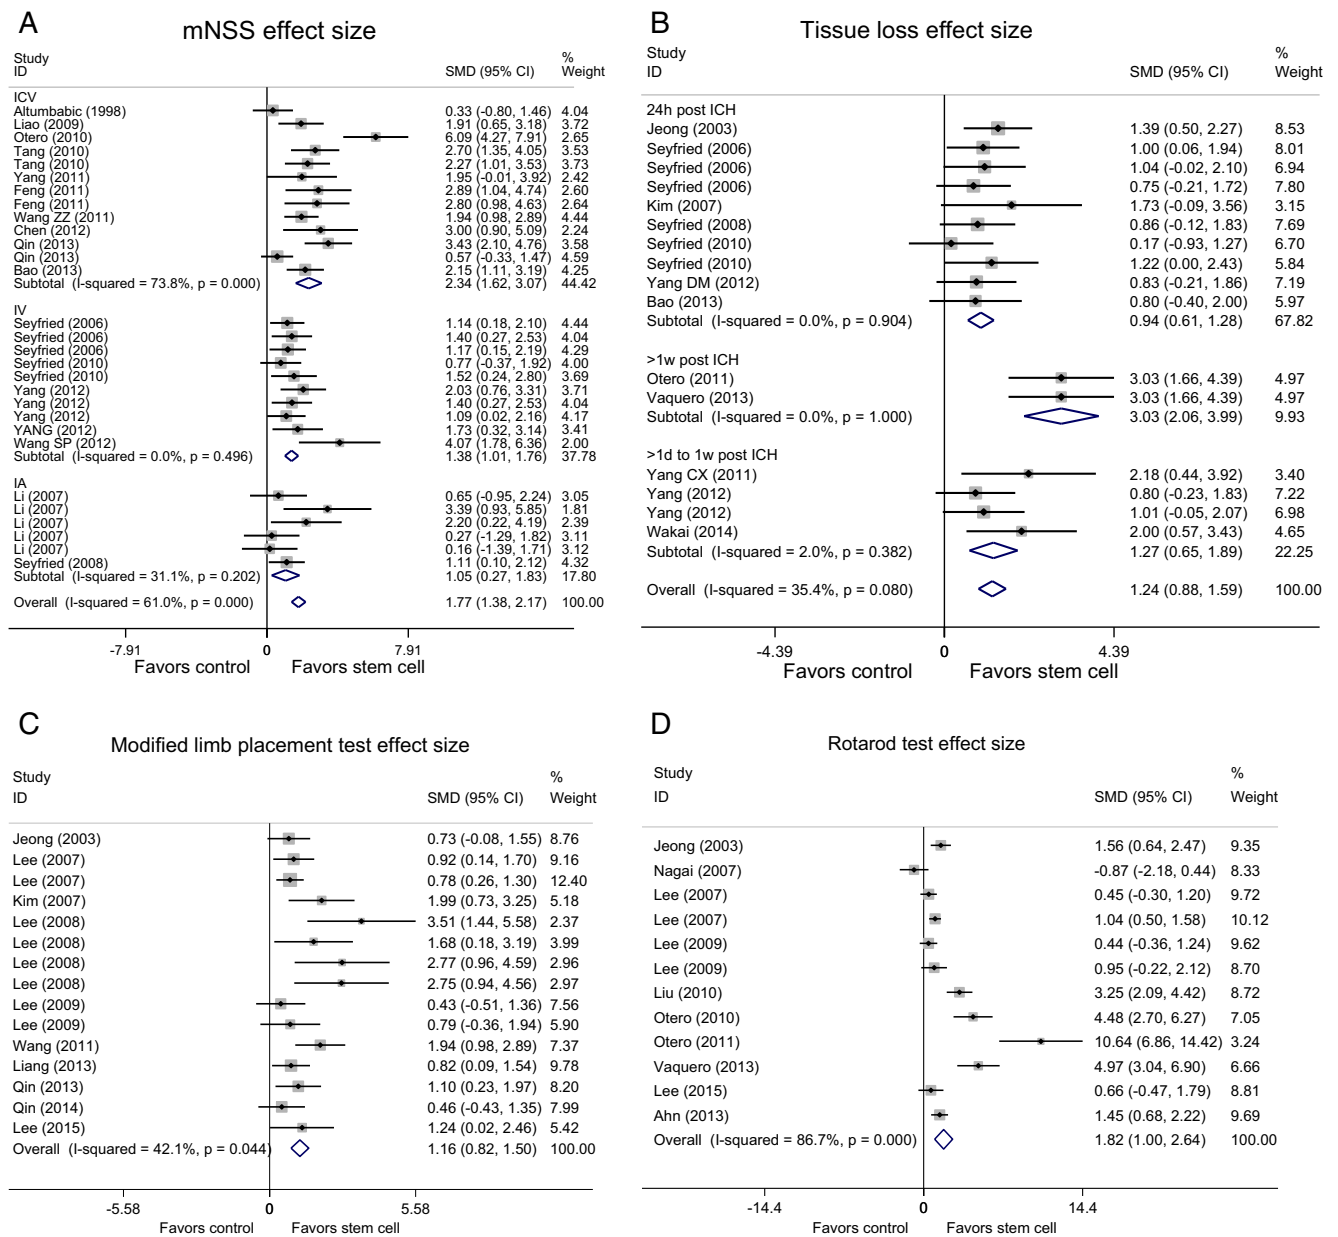 A
mNSS effect size
Study %
ID SMD (95% CI) Weight
ICV
Altumbabic (1998) 0.33 (-0.80, 1.46) 4.04
Liao (2009) 1.91 (0.65, 3.18) 3.72
Otero (2010) 6.09 (4.27, 7.91) 2.65
Tang (2010) 2.70 (1.35, 4.05) 3.53
Tang (2010) 2.27 (1.01, 3.53) 3.73
Yang (2011) 1.95 (-0.01, 3.92) 2.42
Feng (2011) 2.89 (1.04, 4.74) 2.60
Feng (2011) 2.80 (0.98, 4.63) 2.64
Wang ZZ (2011) 1.94 (0.98, 2.89) 4.44
Chen (2012) 3.00 (0.90, 5.09) 2.24
Qin (2013) 3.43 (2.10, 4.76) 3.58
Qin (2013) 0.57 (-0.33, 1.47) 4.59
Bao (2013) 2.15 (1.11, 3.19) 4.25
Subtotal (I-squared = 73.8%, p = 0.000) 2.34 (1.62, 3.07) 44.42
IV
Seyfried (2006) 1.14 (0.18, 2.10) 4.44
Seyfried (2006) 1.40 (0.27, 2.53) 4.04
Seyfried (2006) 1.17 (0.15, 2.19) 4.29
Seyfried (2010) 0.77 (-0.37, 1.92) 4.00
Seyfried (2010) 1.52 (0.24, 2.80) 3.69
Yang (2012) 2.03 (0.76, 3.31) 3.71
Yang (2012) 1.40 (0.27, 2.53) 4.04
Yang (2012) 1.09 (0.02, 2.16) 4.17
YANG (2012) 1.73 (0.32, 3.14) 3.41
Wang SP (2012) 4.07 (1.78, 6.36) 2.00
Subtotal (I-squared = 0.0%, p = 0.496) 1.38 (1.01, 1.76) 37.78
IA
Li (2007) 0.65 (-0.95, 2.24) 3.05
Li (2007) 3.39 (0.93, 5.85) 1.81
Li (2007) 2.20 (0.22, 4.19) 2.39
Li (2007) 0.27 (-1.29, 1.82) 3.11
Li (2007) 0.16 (-1.39, 1.71) 3.12
Seyfried (2008) 1.11 (0.10, 2.12) 4.32
Subtotal (I-squared = 31.1%, p = 0.202) 1.05 (0.27, 1.83) 17.80
Overall (I-squared = 61.0%, p = 0.000) 1.77 (1.38, 2.17) 100.00
-7.91 0 7.91
Favors control Favors stem cell
B
Tissue loss effect size
Study %
ID SMD (95% CI) Weight
24h post ICH
Jeong (2003) 1.39 (0.50, 2.27) 8.53
Seyfried (2006) 1.00 (0.06, 1.94) 8.01
Seyfried (2006) 1.04 (-0.02, 2.10) 6.94
Seyfried (2006) 0.75 (-0.21, 1.72) 7.80
Kim (2007) 1.73 (-0.09, 3.56) 3.15
Seyfried (2008) 0.86 (-0.12, 1.83) 7.69
Seyfried (2010) 0.17 (-0.93, 1.27) 6.70
Seyfried (2010) 1.22 (0.00, 2.43) 5.84
Yang DM (2012) 0.83 (-0.21, 1.86) 7.19
Bao (2013) 0.80 (-0.40, 2.00) 5.97
Subtotal (I-squared = 0.0%, p = 0.904) 0.94 (0.61, 1.28) 67.82
>1w post ICH
Otero (2011) 3.03 (1.66, 4.39) 4.97
Vaquero (2013) 3.03 (1.66, 4.39) 4.97
Subtotal (I-squared = 0.0%, p = 1.000) 3.03 (2.06, 3.99) 9.93
>1d to 1w post ICH
Yang CX (2011) 2.18 (0.44, 3.92) 3.40
Yang (2012) 0.80 (-0.23, 1.83) 7.22
Yang (2012) 1.01 (-0.05, 2.07) 6.98
Wakai (2014) 2.00 (0.57, 3.43) 4.65
Subtotal (I-squared = 2.0%, p = 0.382) 1.27 (0.65, 1.89) 22.25
Overall (I-squared = 35.4%, p = 0.080) 1.24 (0.88, 1.59) 100.00
-4.39 0 4.39
Favors control Favors stem cell
C
Modified limb placement test effect size
Study %
ID SMD (95% CI) Weight
Jeong (2003) 0.73 (-0.08, 1.55) 8.76
Lee (2007) 0.92 (0.14, 1.70) 9.16
Lee (2007) 0.78 (0.26, 1.30) 12.40
Kim (2007) 1.99 (0.73, 3.25) 5.18
Lee (2008) 3.51 (1.44, 5.58) 2.37
Lee (2008) 1.68 (0.18, 3.19) 3.99
Lee (2008) 2.77 (0.96, 4.59) 2.96
Lee (2008) 2.75 (0.94, 4.56) 2.97
Lee (2009) 0.43 (-0.51, 1.36) 7.56
Lee (2009) 0.79 (-0.36, 1.94) 5.90
Wang (2011) 1.94 (0.98, 2.89) 7.37
Liang (2013) 0.82 (0.09, 1.54) 9.78
Qin (2013) 1.10 (0.23, 1.97) 8.20
Qin (2014) 0.46 (-0.43, 1.35) 7.99
Lee (2015) 1.24 (0.02, 2.46) 5.42
Overall (I-squared = 42.1%, p = 0.044) 1.16 (0.82, 1.50) 100.00
-5.58 0 5.58
Favors control Favors stem cell
D
Rotarod test effect size
Study %
ID SMD (95% CI) Weight
Jeong (2003) 1.56 (0.64, 2.47) 9.35
Nagai (2007) -0.87 (-2.18, 0.44) 8.33
Lee (2007) 0.45 (-0.30, 1.20) 9.72
Lee (2007) 1.04 (0.50, 1.58) 10.12
Lee (2009) 0.44 (-0.36, 1.24) 9.62
Lee (2009) 0.95 (-0.22, 2.12) 8.70
Liu (2010) 3.25 (2.09, 4.42) 8.72
Otero (2010) 4.48 (2.70, 6.27) 7.05
Otero (2011) 10.64 (6.86, 14.42) 3.24
Vaquero (2013) 4.97 (3.04, 6.90) 6.66
Lee (2015) 0.66 (-0.47, 1.79) 8.81
Ahn (2013) 1.45 (0.68, 2.22) 9.69
Overall (I-squared = 86.7%, p = 0.000) 1.82 (1.00, 2.64) 100.00
-14.4 0 14.4
Favors control Favors stem cell